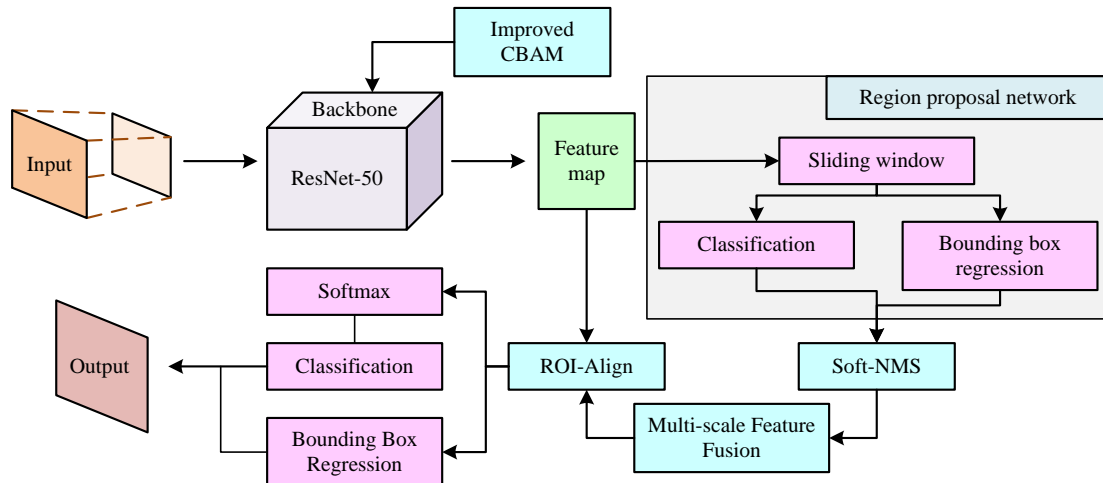 Improved
CBAM
Backbone
Region proposal network
Input
ResNet-50
Feature
map
Sliding window
Classification
Bounding box
regression
Softmax
Output
Classification
ROI-Align
Soft-NMS
Multi-scale Feature
Fusion
Bounding Box
Regression